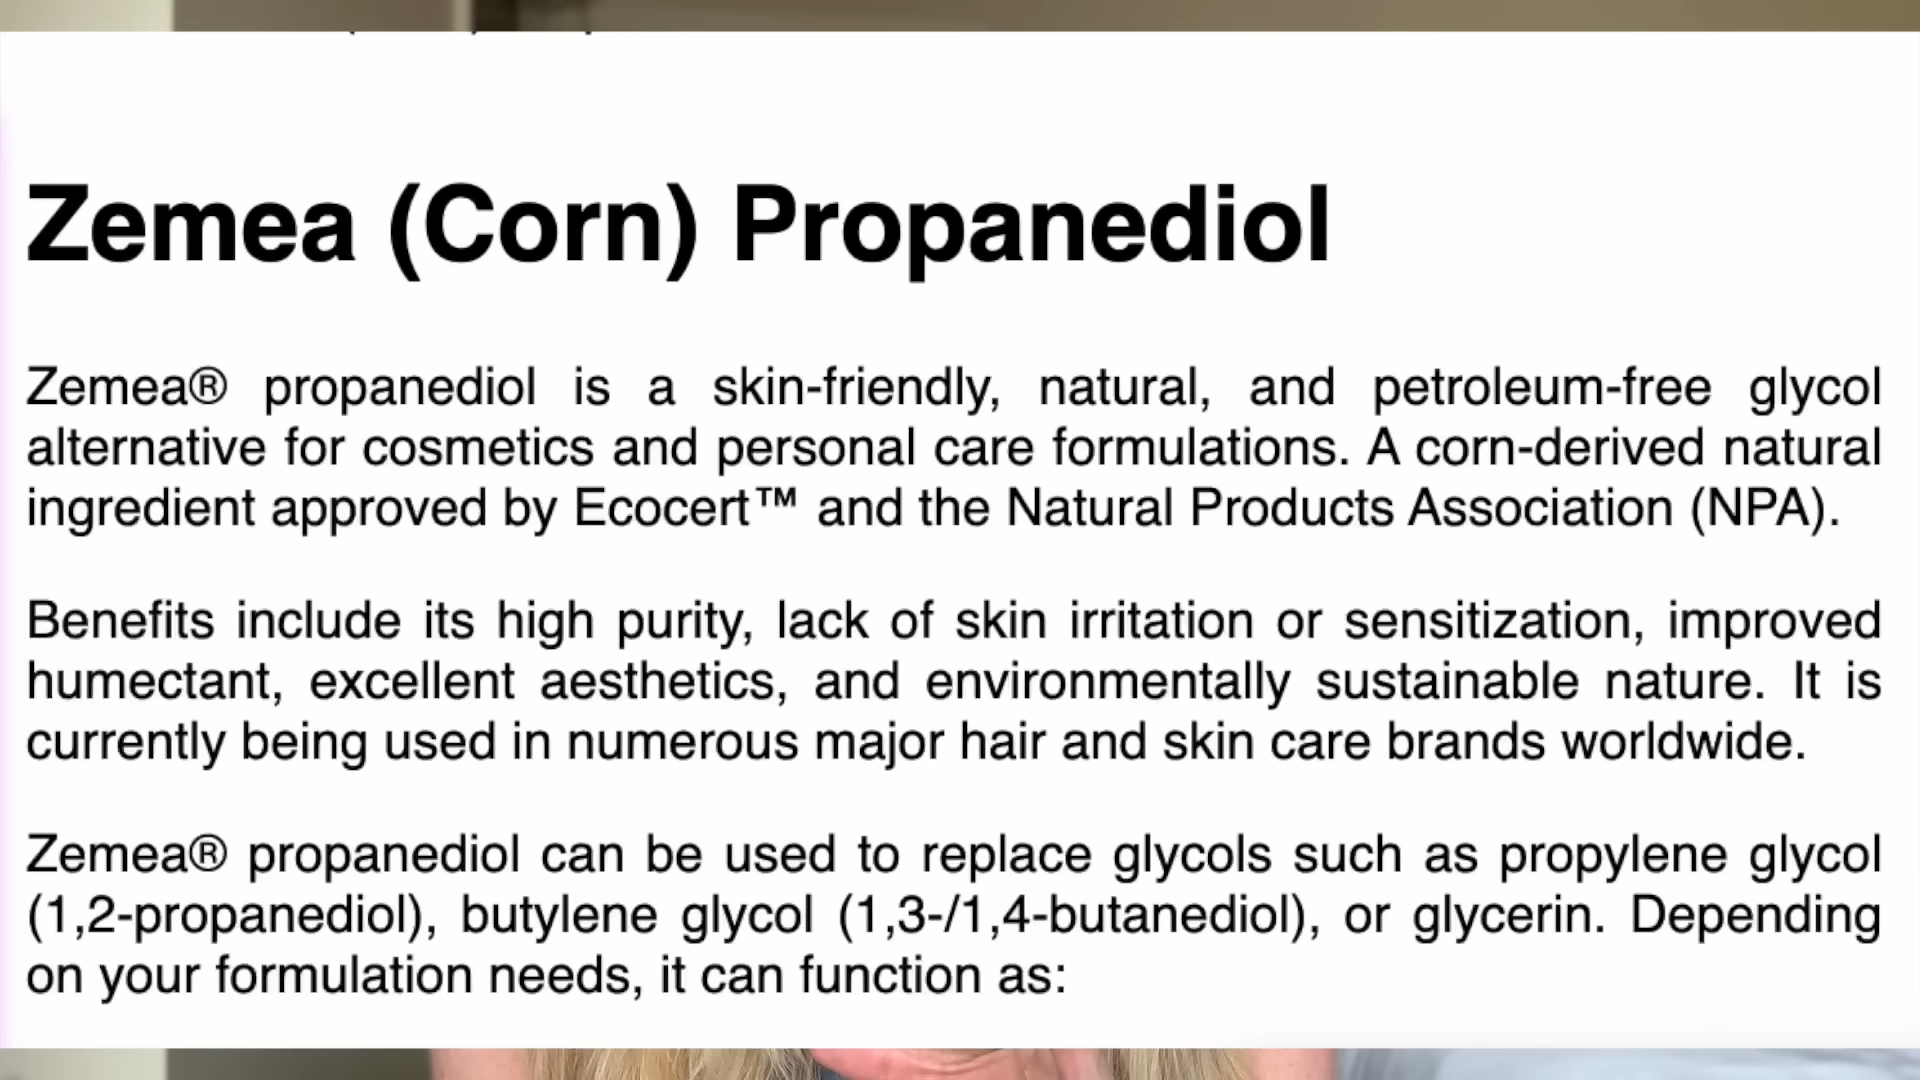 Zemea (Corn) Propanediol
Zemea® propanediol is a skin-friendly, natural, and petroleum-free glycol
alternative for cosmetics and personal care formulations. A corn-derived natural
ingredient approved by Ecocert™ and the Natural Products Association (NPA).
Benefits include its high purity, lack of skin irritation or sensitization, improved
humectant, excellent aesthetics, and environmentally sustainable nature. It is
currently being used in numerous major hair and skin care brands worldwide.
Zemea® propanediol can be used to replace glycols such as propylene glycol
(1,2-propanediol), butylene glycol (1,3-/1,4-butanediol), or glycerin. Depending
on your formulation needs, it can function as: